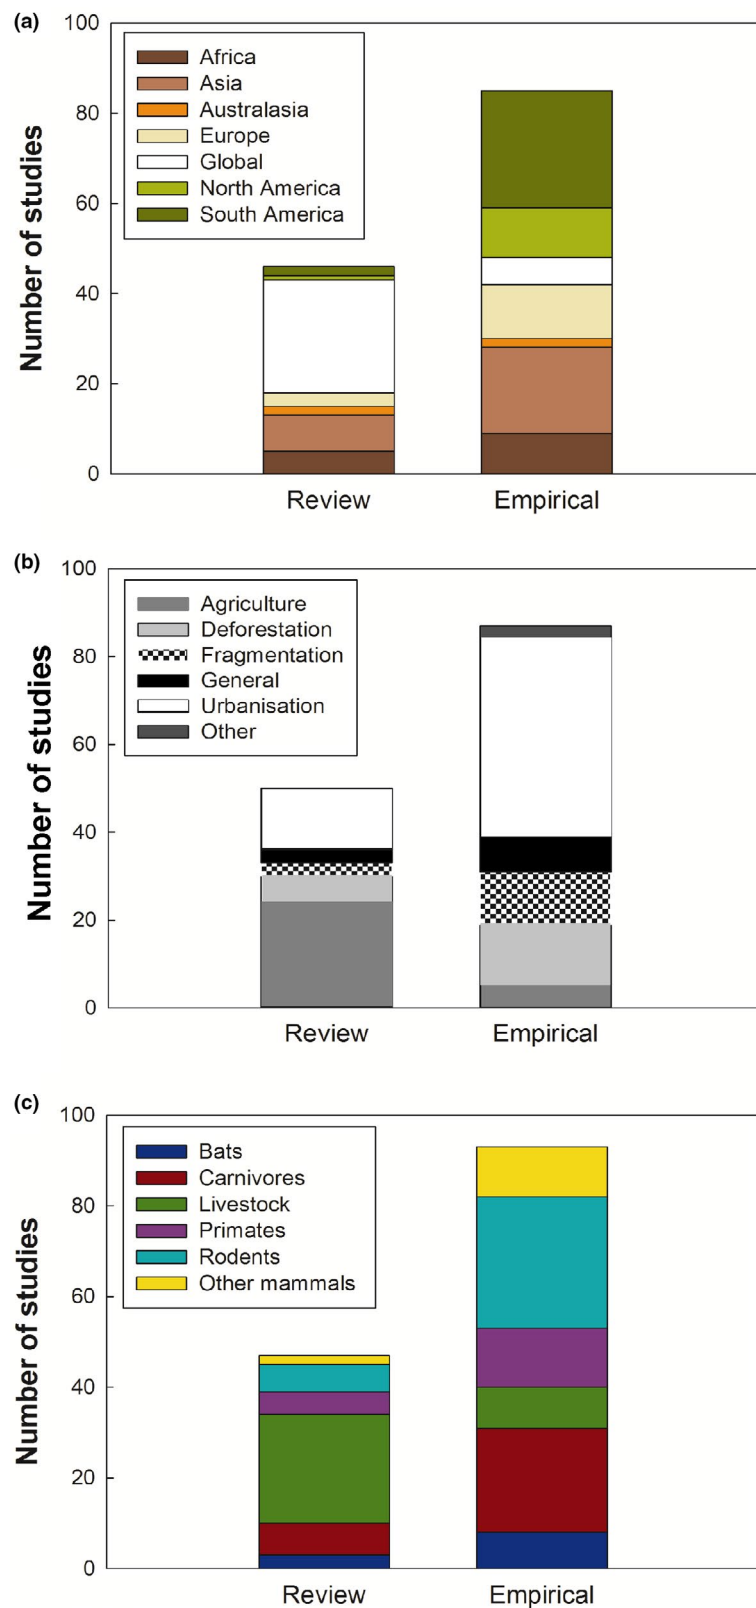 (a)
100
80
60
40
20
0
Number of studies
Africa
Asia
Australasia
Europe
Global
North America
South America
Review
Empirical
(b)
100
80
60
40
20
0
Number of studies
Agriculture
Deforestation
Fragmentation
General
Urbanisation
Other
Review
Empirical
(c)
100
80
60
40
20
0
Number of studies
Bats
Carnivores
Livestock
Primates
Rodents
Other mammals
Review
Empirical